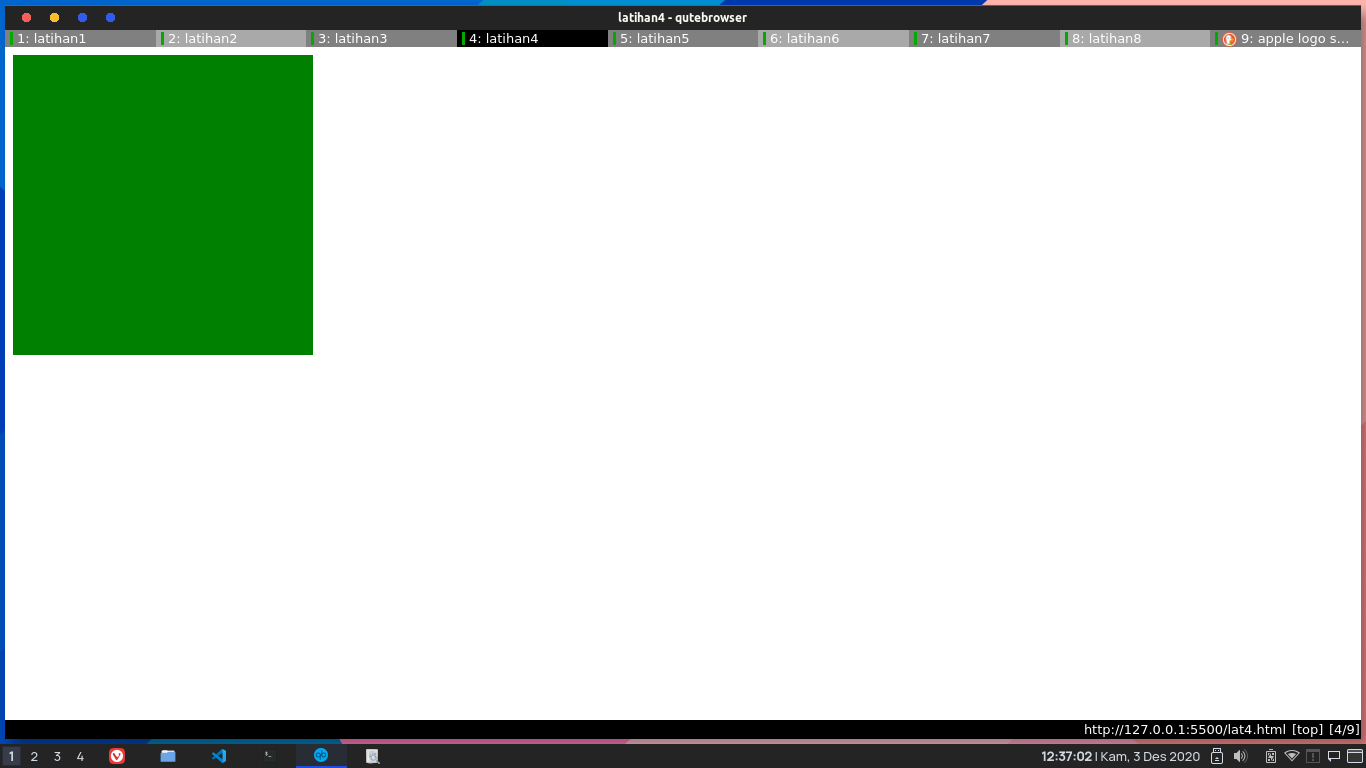 latihan4 - qutebrowser
1: latihan1 2: latihan2 3: latihan3 4: latihan4 5: latihan5 6: latihan6 7: latihan7 8: latihan8 9: apple logo s...
http://127.0.0.1:5500/lat4.html [top] [4/9]
1 2 3 4 12:37:02 | Kam, 3 Des 2020